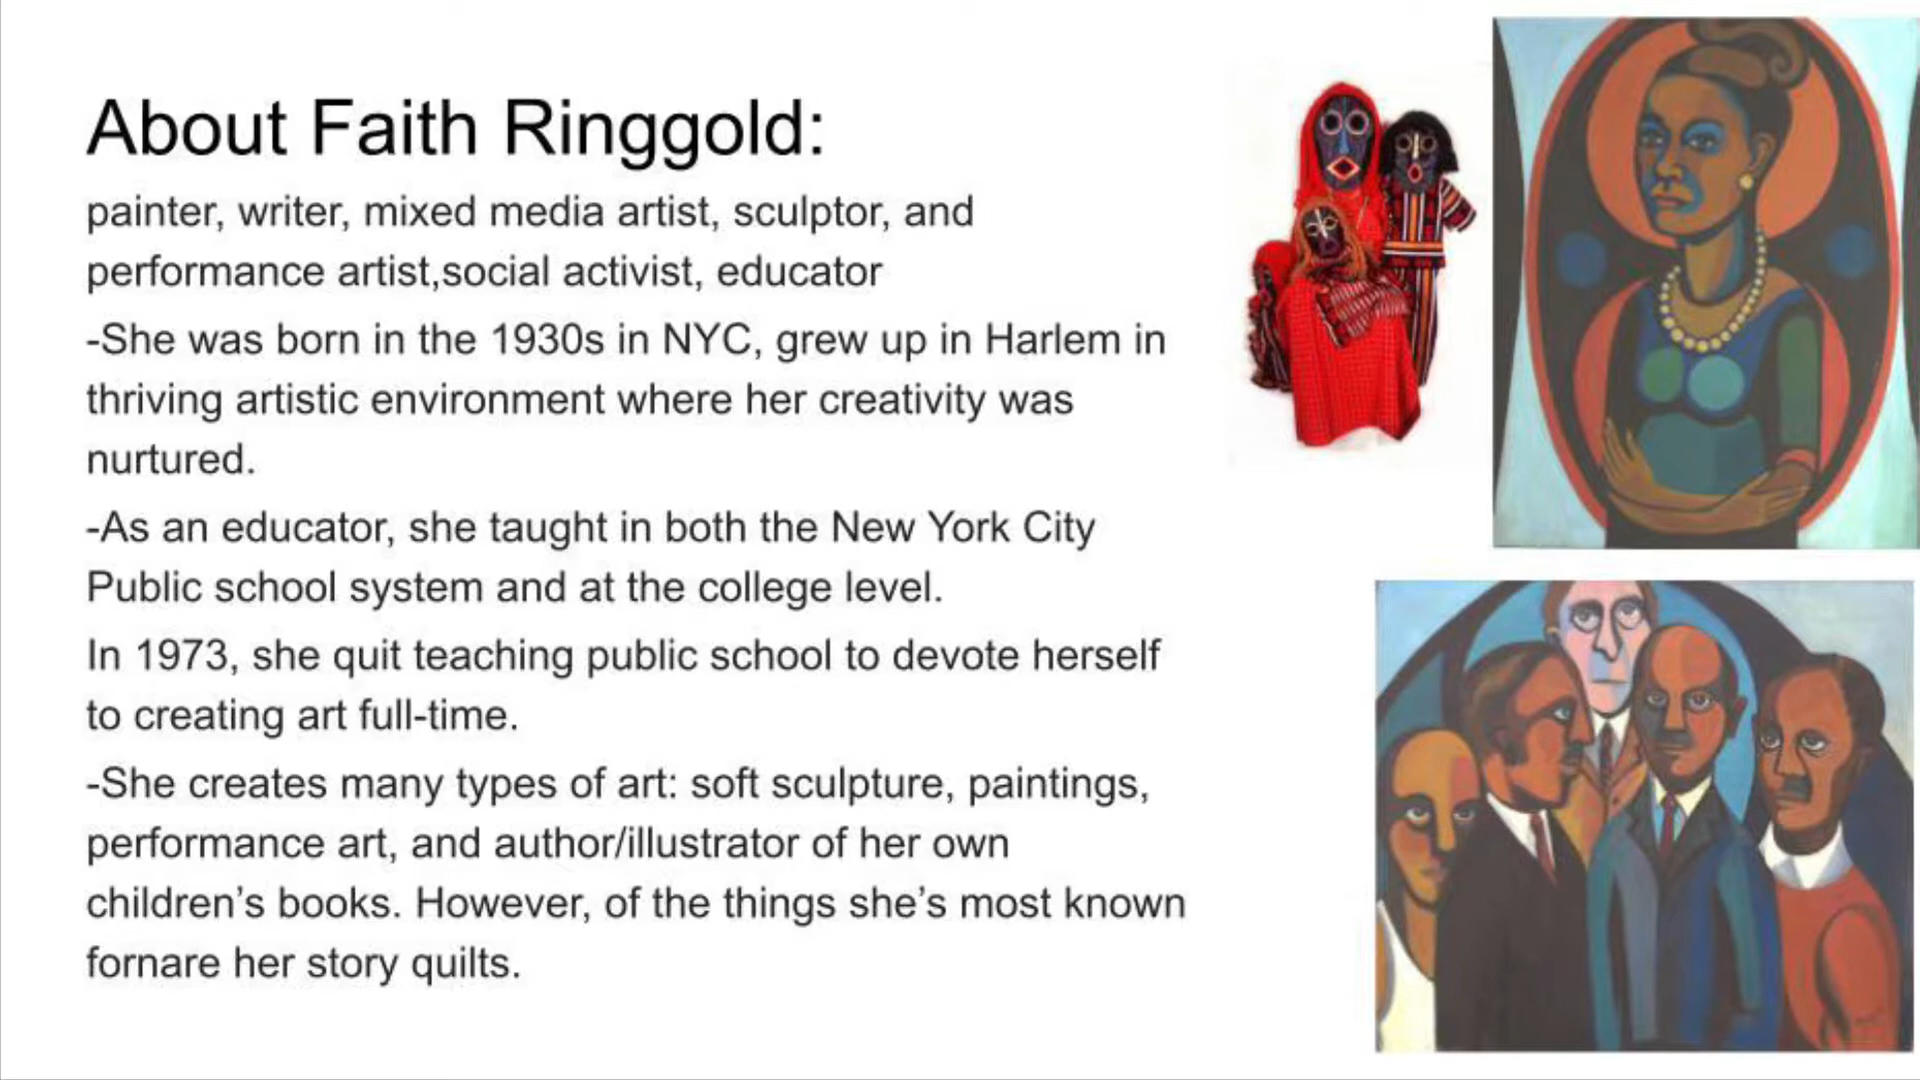 About Faith Ringgold:
painter, writer, mixed media artist, sculptor, and
performance artist,social activist, educator
-She was born in the 1930s in NYC, grew up in Harlem in
thriving artistic environment where her creativity was
nurtured.
-As an educator, she taught in both the New York City
Public school system and at the college level.
In 1973, she quit teaching public school to devote herself
to creating art full-time.
-She creates many types of art: soft sculpture, paintings,
performance art, and author/illustrator of her own
children’s books. However, of the things she’s most known
fornare her story quilts.